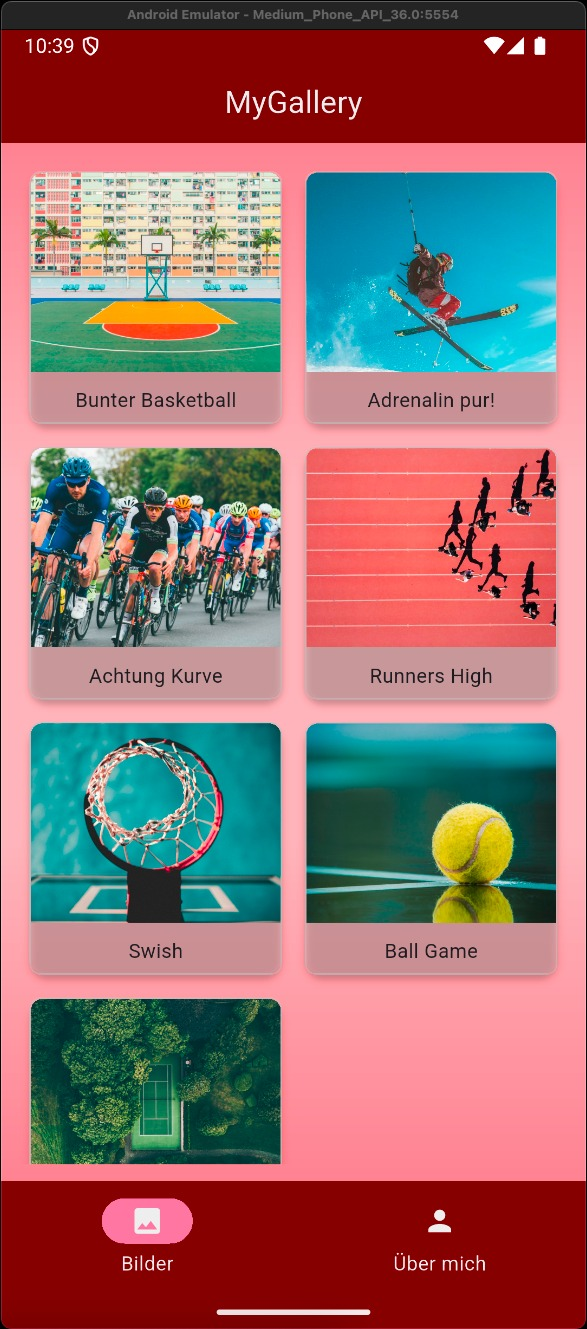 Android Emulator - Medium_Phone_API_36.0:5554
10:39
MyGallery
Bunter Basketball
Adrenalin pur!
Achtung Kurve
Runners High
Swish
Ball Game
Bilder
Über mich